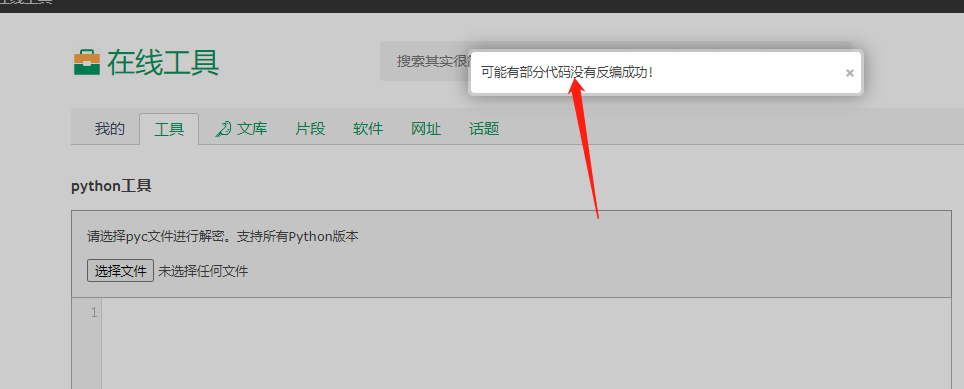 在线工具
在线工具
搜索其实很
可能有部分代码没有反编成功！
×
我的 工具 文库 片段 软件 网址 话题
python工具
请选择pyc文件进行解密。支持所有Python版本
选择文件 未选择任何文件
1